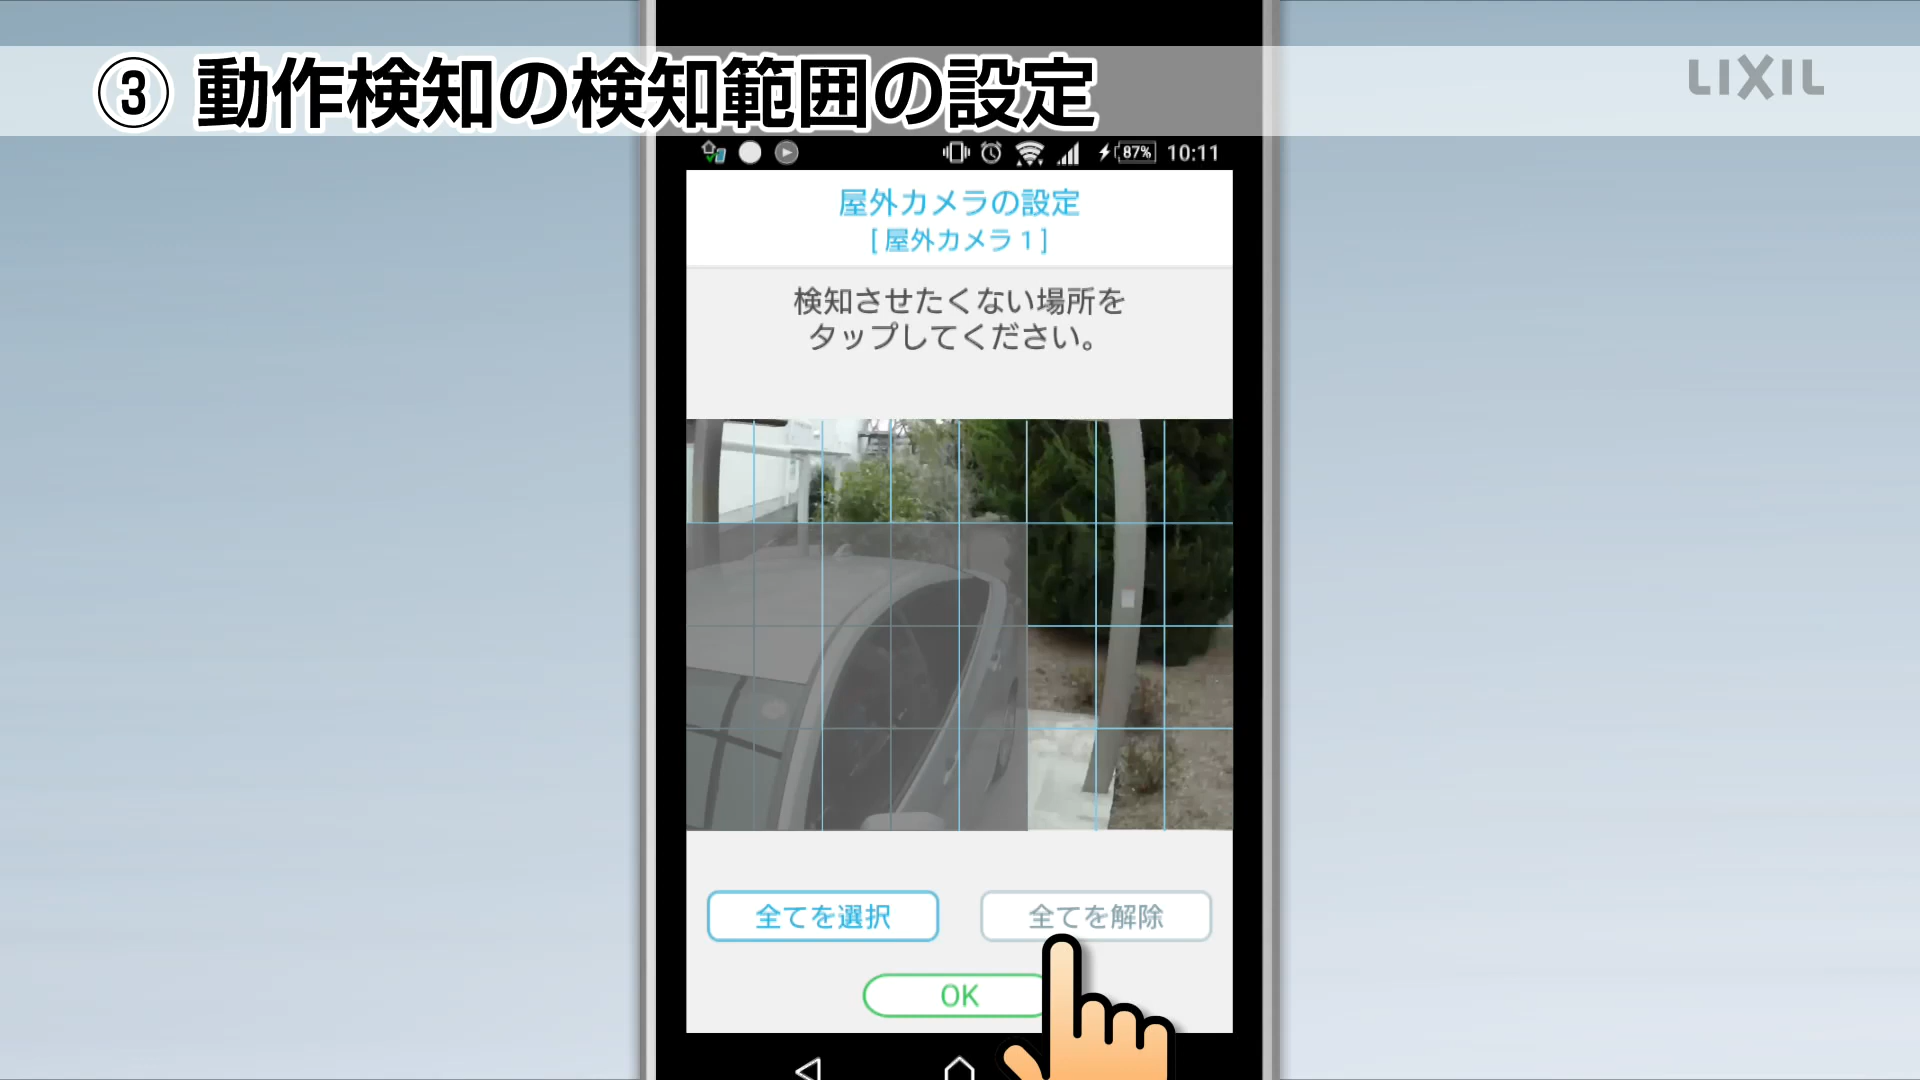 ③ 動作検知の検知範囲の設定
LIXIL
87% 10:11
屋外カメラの設定
[ 屋外カメラ 1 ]
検知させたくない場所を
タップしてください。
全てを選択
全てを解除
OK